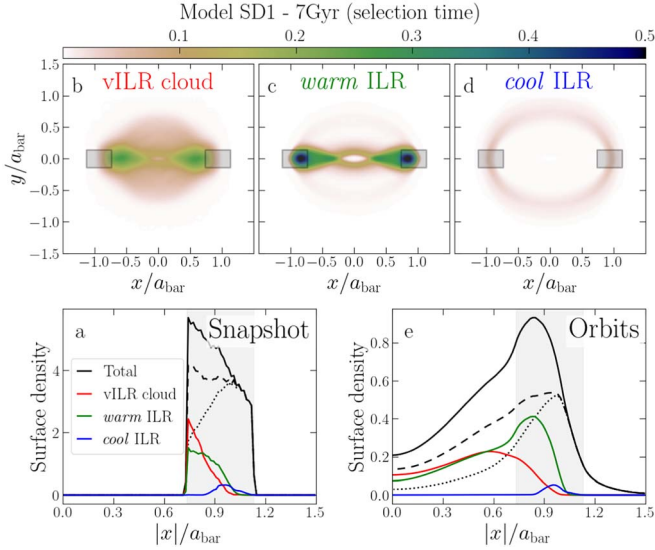 Model SD1 - 7Gyr (selection time)
0.1 0.2 0.3 0.4 0.5
b vILR cloud
c warm ILR
d cool ILR
1.5
1.0
0.5
0.0
−0.5
−1.0
−1.5
y/a_bar
−1.0 −0.5 0.0 0.5 1.0
−1.0 −0.5 0.0 0.5 1.0
−1.0 −0.5 0.0 0.5 1.0
x/a_bar x/a_bar x/a_bar
a Snapshot
Total
vILR cloud
warm ILR
cool ILR
Surface density
4
2
0
0.0 0.3 0.6 0.9 1.2 1.5
|x|/a_bar
e Orbits
Surface density
0.8
0.6
0.4
0.2
0.0
0.0 0.3 0.6 0.9 1.2 1.5
|x|/a_bar